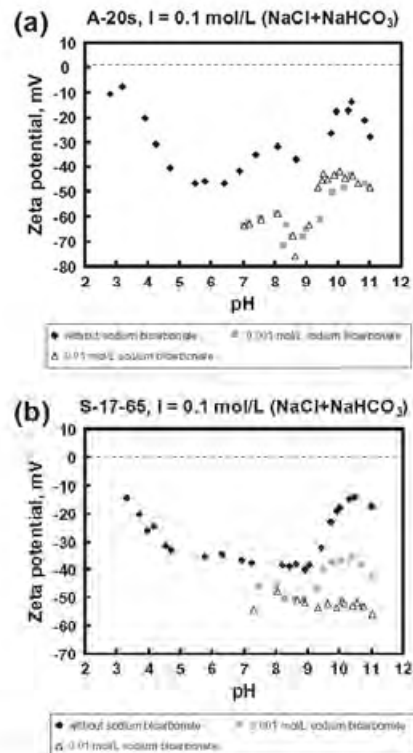 (a)
A-20s, I = 0.1 mol/L (NaCl+NaHCO₃)
Zeta potential, mV
10
0
-10
-20
-30
-40
-50
-60
-70
-80
2 3 4 5 6 7 8 9 10 11 12
pH
without sodium bicarbonate 0.001 mol/L sodium bicarbonate
0.01 mol/L sodium bicarbonate
(b)
S-17-65, I = 0.1 mol/L (NaCl+NaHCO₃)
Zeta potential, mV
20
10
0
-10
-20
-30
-40
-50
-60
-70
2 3 4 5 6 7 8 9 10 11 12
pH
without sodium bicarbonate 0.001 mol/L sodium bicarbonate
0.01 mol/L sodium bicarbonate